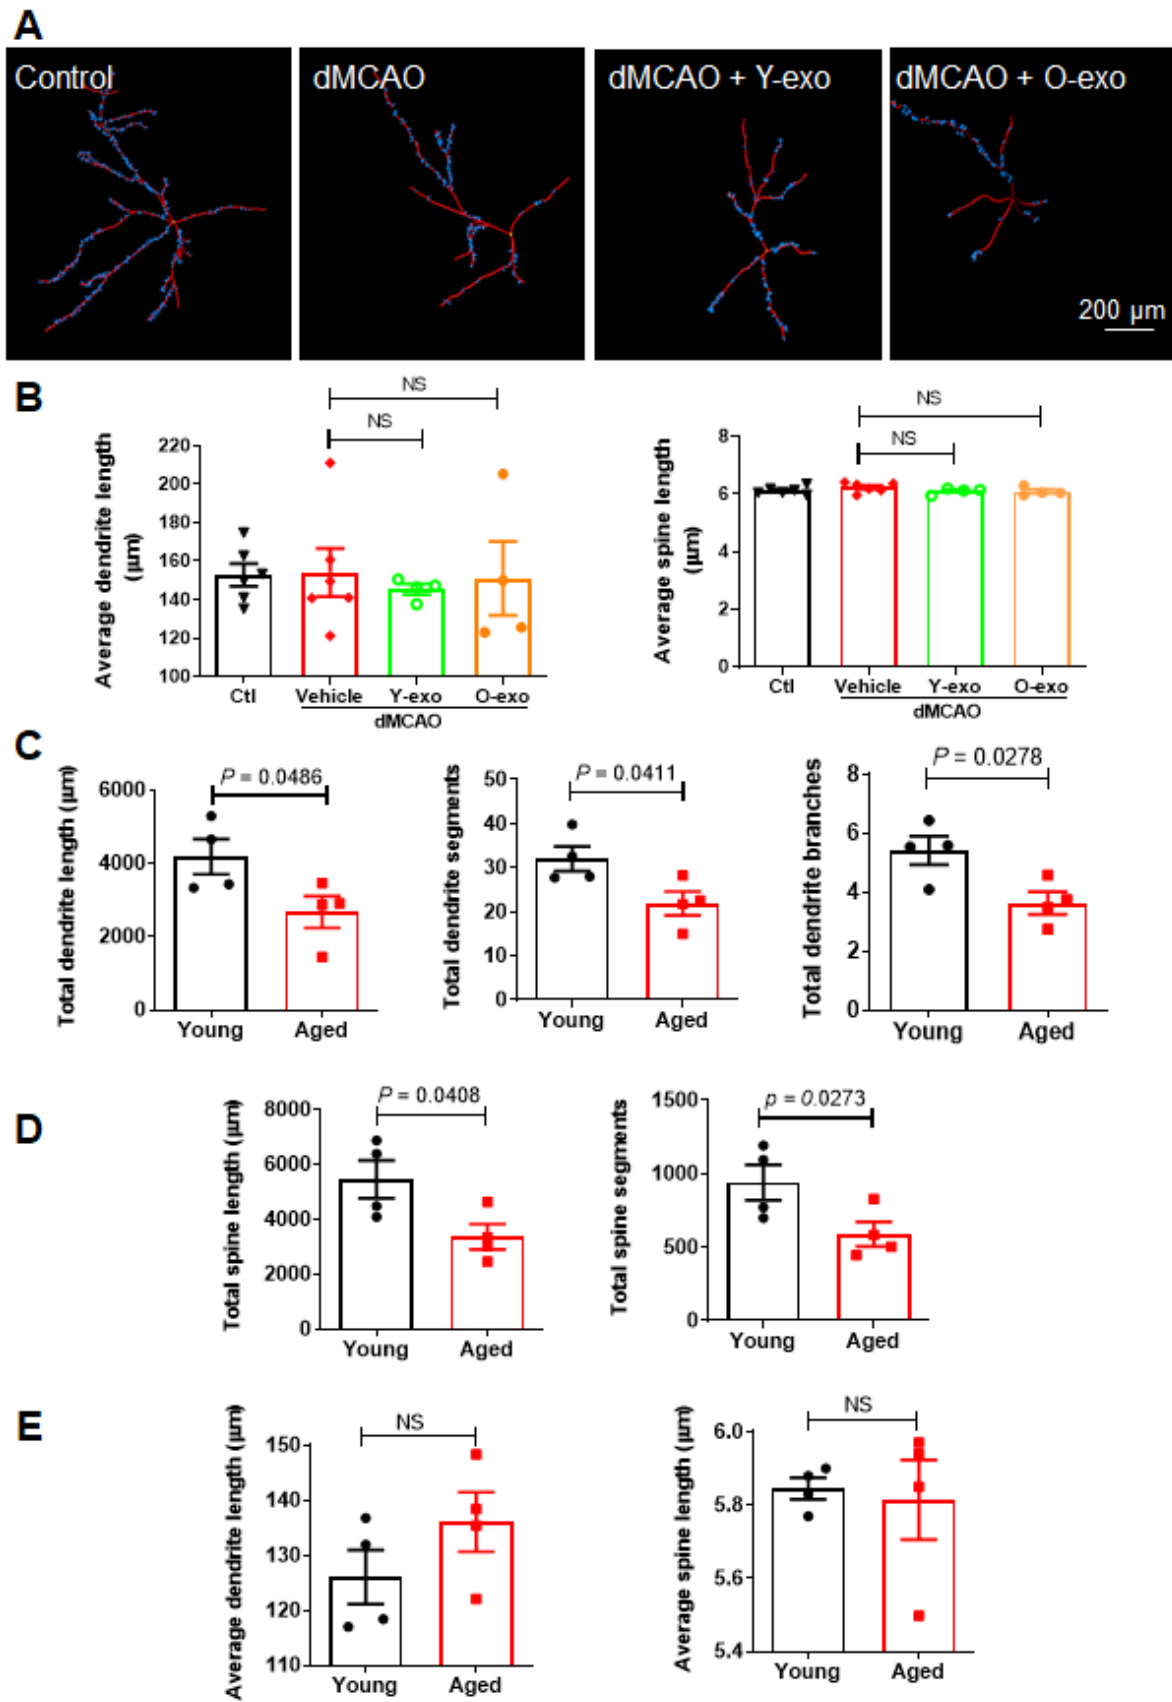 A
Control
dMCAO
dMCAO + Y-exo
dMCAO + O-exo
200 µm
B
NS
NS
Average dendrite length
(µm)
220
200
180
160
140
120
100
Ctl
Vehicle
Y-exo
O-exo
dMCAO
NS
NS
Average spine length
(µm)
8
6
4
2
0
Ctl
Vehicle
Y-exo
O-exo
dMCAO
C
P = 0.0486
Total dendrite length (µm)
6000
4000
2000
0
Young
Aged
P = 0.0411
Total dendrite segments
50
40
30
20
10
0
Young
Aged
P = 0.0278
Total dendrite branches
8
6
4
2
0
Young
Aged
D
P = 0.0408
Total spine length (µm)
8000
6000
4000
2000
0
Young
Aged
p = 0.0273
Total spine segments
1500
1000
500
0
Young
Aged
E
NS
Average dendrite length (µm)
150
140
130
120
110
Young
Aged
NS
Average spine length (µm)
6.0
5.8
5.6
5.4
Young
Aged